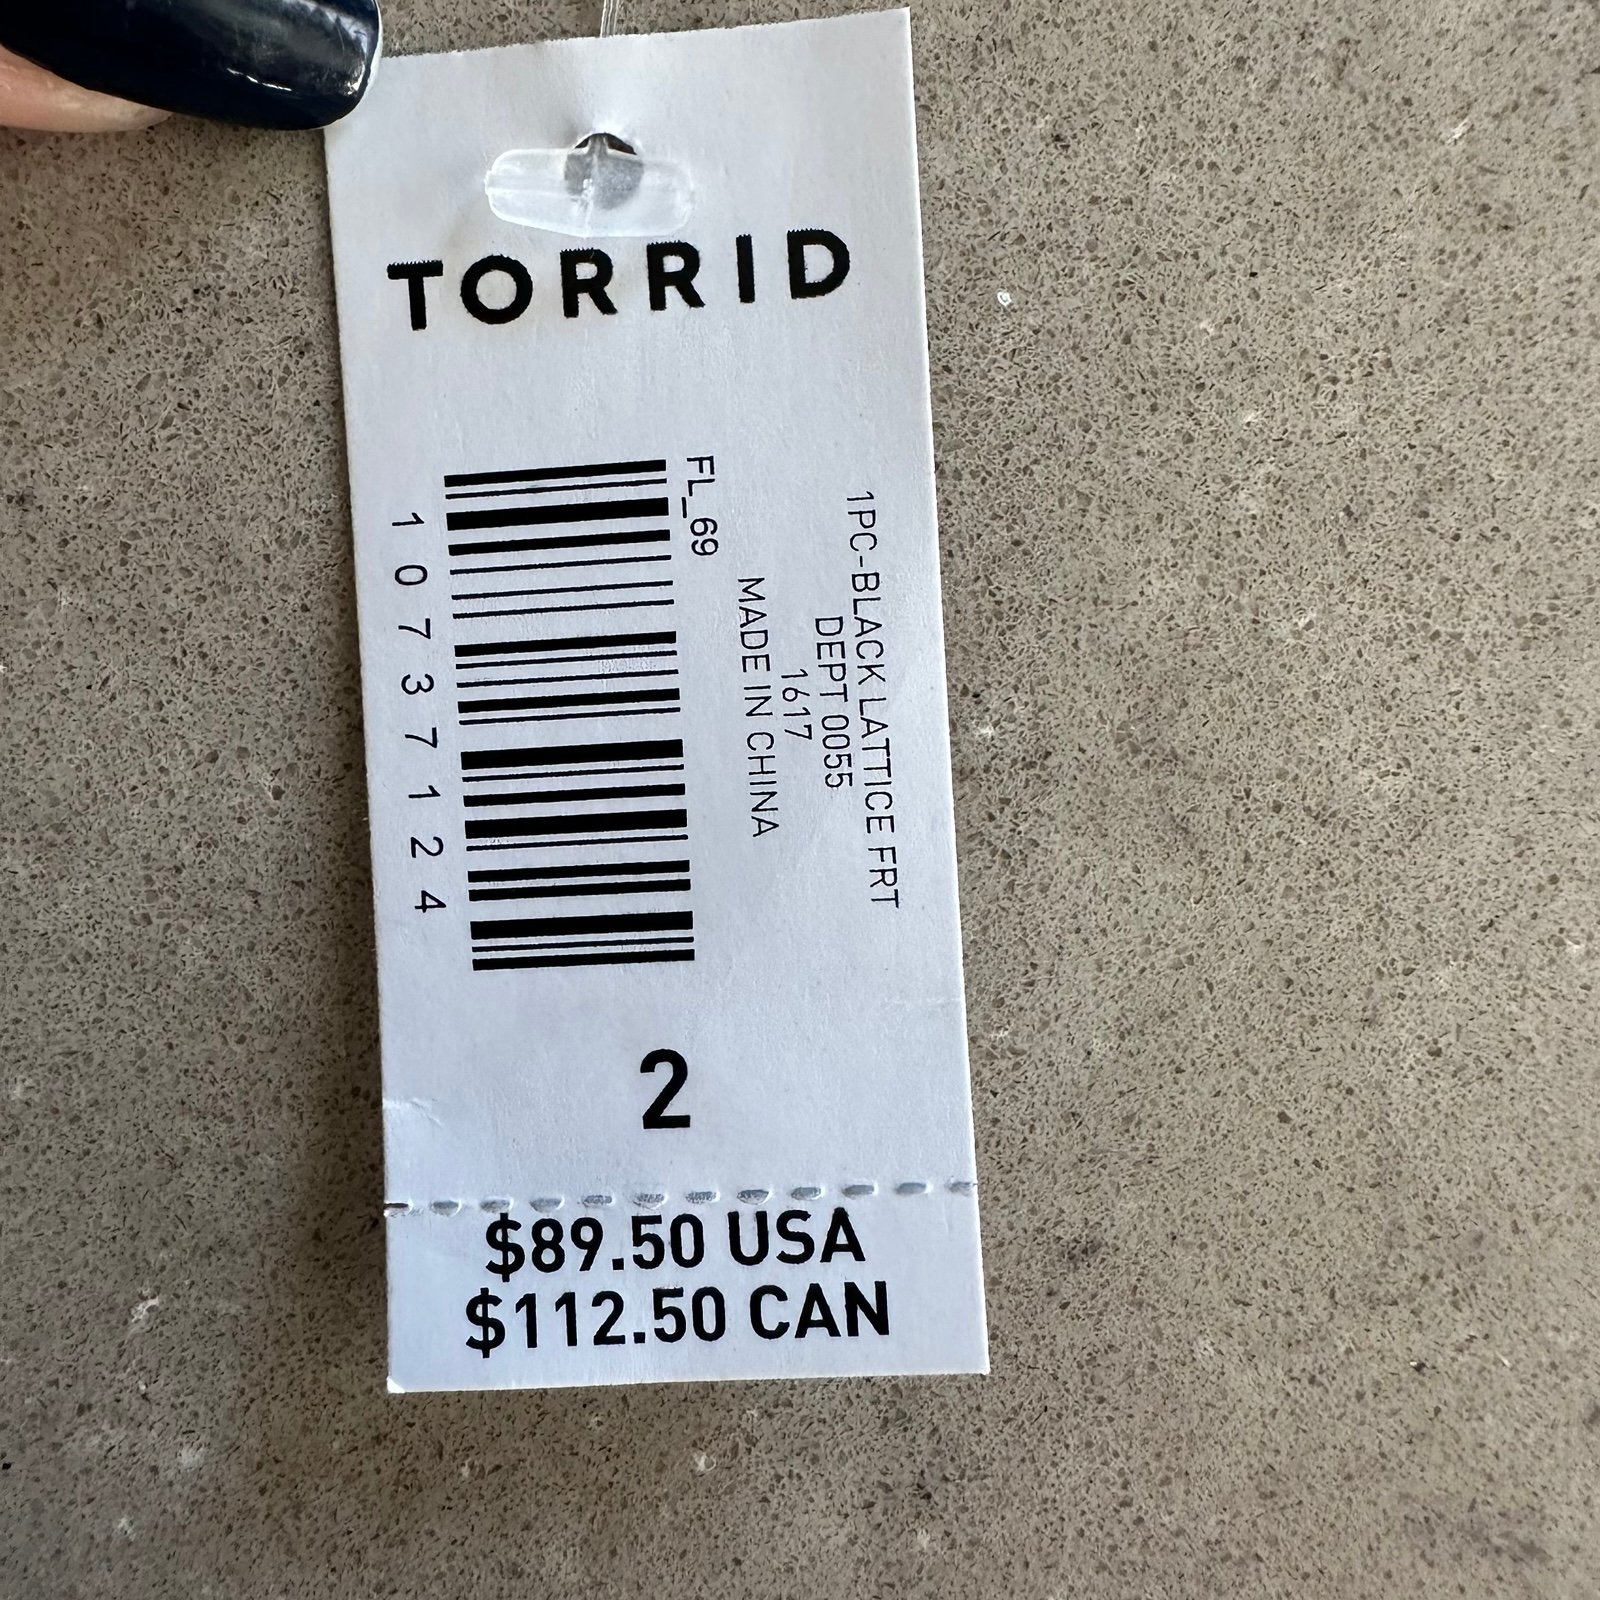 TORRID
1PC-BLACK LATTICE FRT
DEPT 0055
1617
MADE IN CHINA
FL_69
10737124
2
$89.50 USA
$112.50 CAN